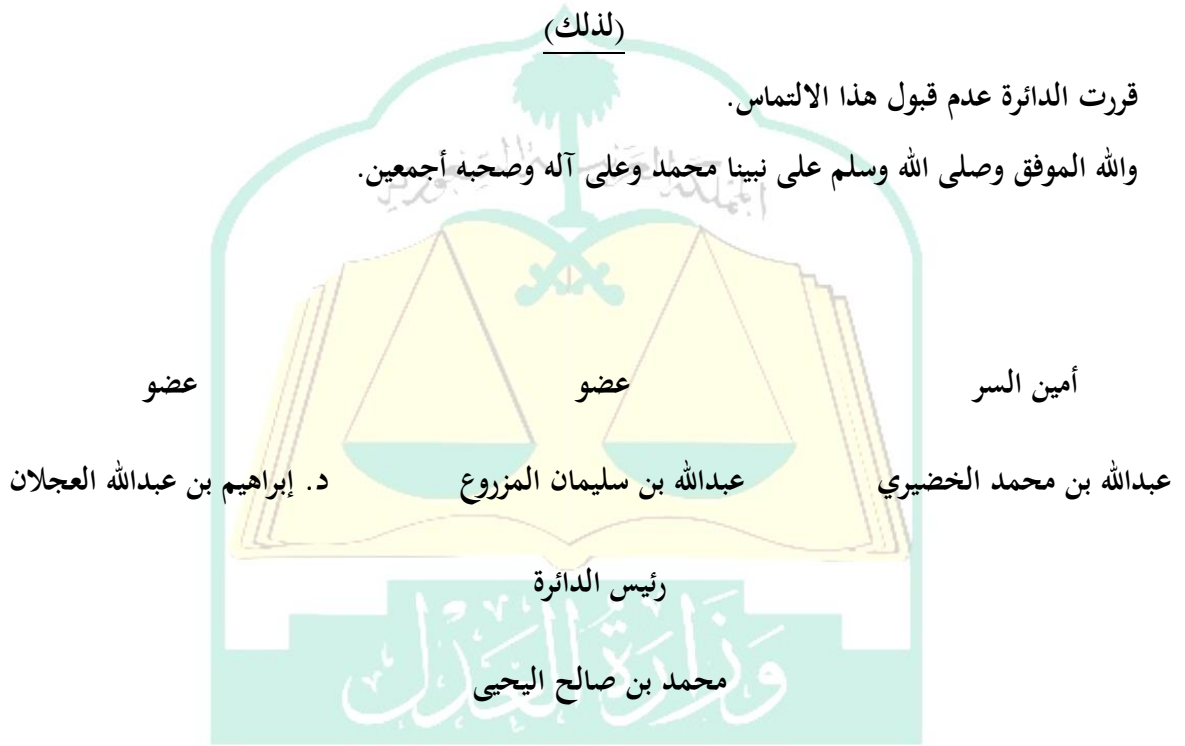 (لذلك)
قررت الدائرة عدم قبول هذا الالتماس.
والله الموفق وصلى الله وسلم على نبينا محمد وعلى آله وصحبه أجمعين.
أمين السر عضو عضو
عبدالله بن محمد الخضيري عبدالله بن سليمان المزروع د. إبراهيم بن عبدالله العجلان
رئيس الدائرة
محمد بن صالح اليحيى
وزارة العدل